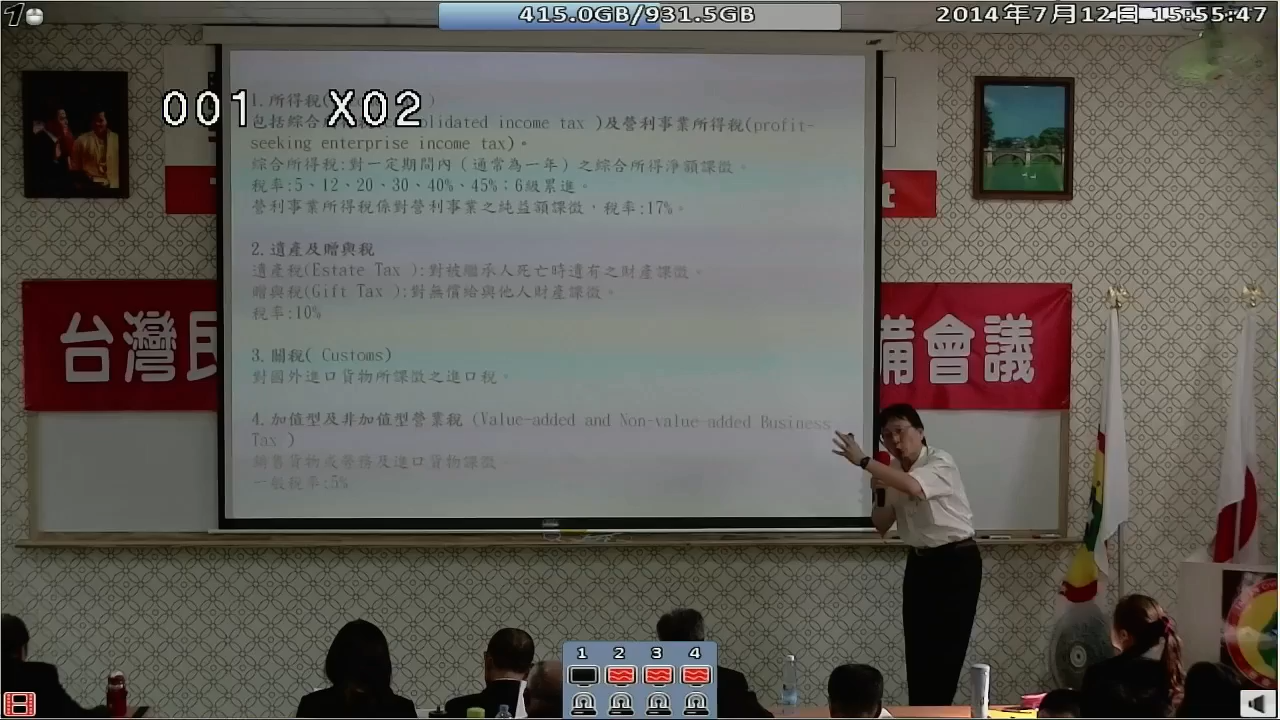 415.0GB/931.5GB
2014年7月12日 15:55:47
001 X02
1.所得稅
包括綜合 income tax )及營利事業所得稅(profit-
seeking enterprise income tax)。
綜合所得稅:對一定期間內(通常為一年)之綜合所得淨額課徵。
稅率:5、12、20、30、40%、45%；6級累進。
營利事業所得稅係對營利事業之純益額課徵，稅率:17%。
2.遺產及贈與稅
遺產稅(Estate Tax ):對被繼承人死亡時遺有之財產課徵。
贈與稅(Gift Tax ):對無償給與他人財產課徵。
稅率:10%
3.關稅( Customs)
對國外進口貨物所課徵之進口稅。
4.加值型及非加值型營業稅 (Value-added and Non-value-added Business
Tax )
銷售貨物或勞務及進口貨物課徵。
一般稅率:5%
t
台灣民
備會議
1 2 3 4